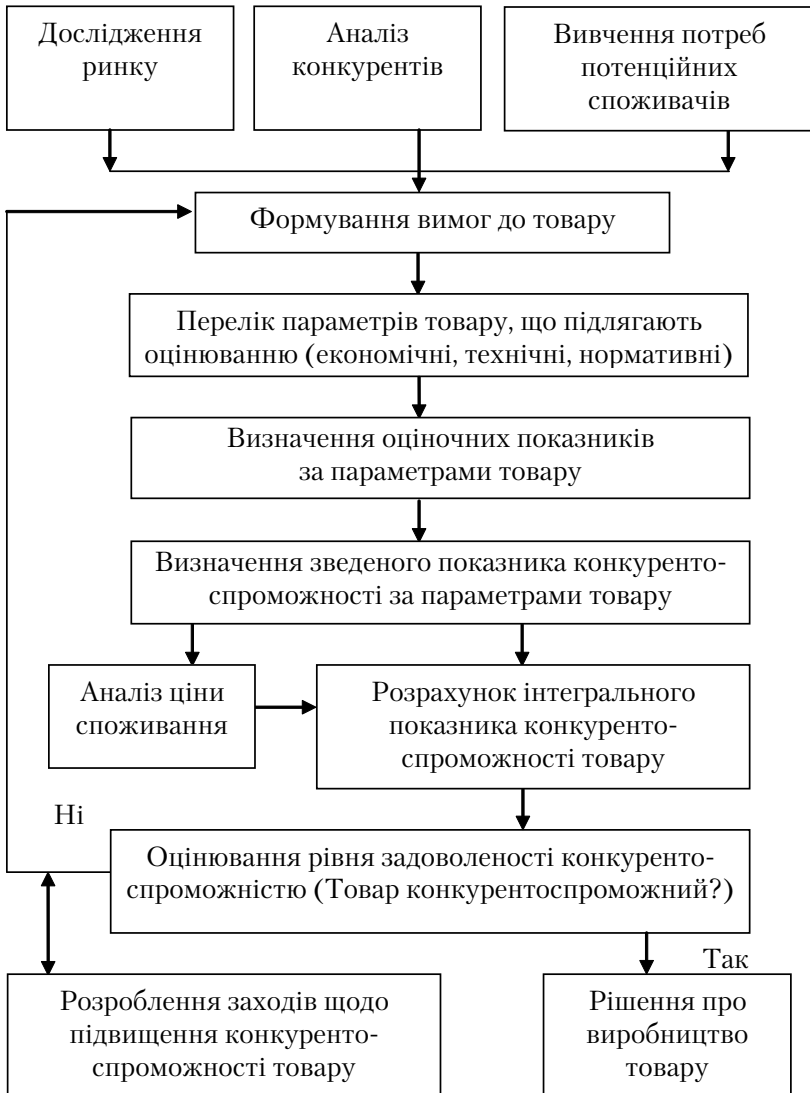 Дослідження
ринку
Аналіз
конкурентів
Вивчення потреб
потенційних
споживачів
Формування вимог до товару
Перелік параметрів товару, що підлягають
оцінюванню (економічні, технічні, нормативні)
Визначення оціночних показників
за параметрами товару
Визначення зведеного показника конкуренто-
спроможності за параметрами товару
Аналіз ціни
споживання
Розрахунок інтегрального
показника конкуренто-
спроможності товару
Ні
Оцінювання рівня задоволеності конкуренто-
спроможністю (Товар конкурентоспроможний?)
Так
Розроблення заходів щодо
підвищення конкуренто-
спроможності товару
Рішення про
виробництво
товару